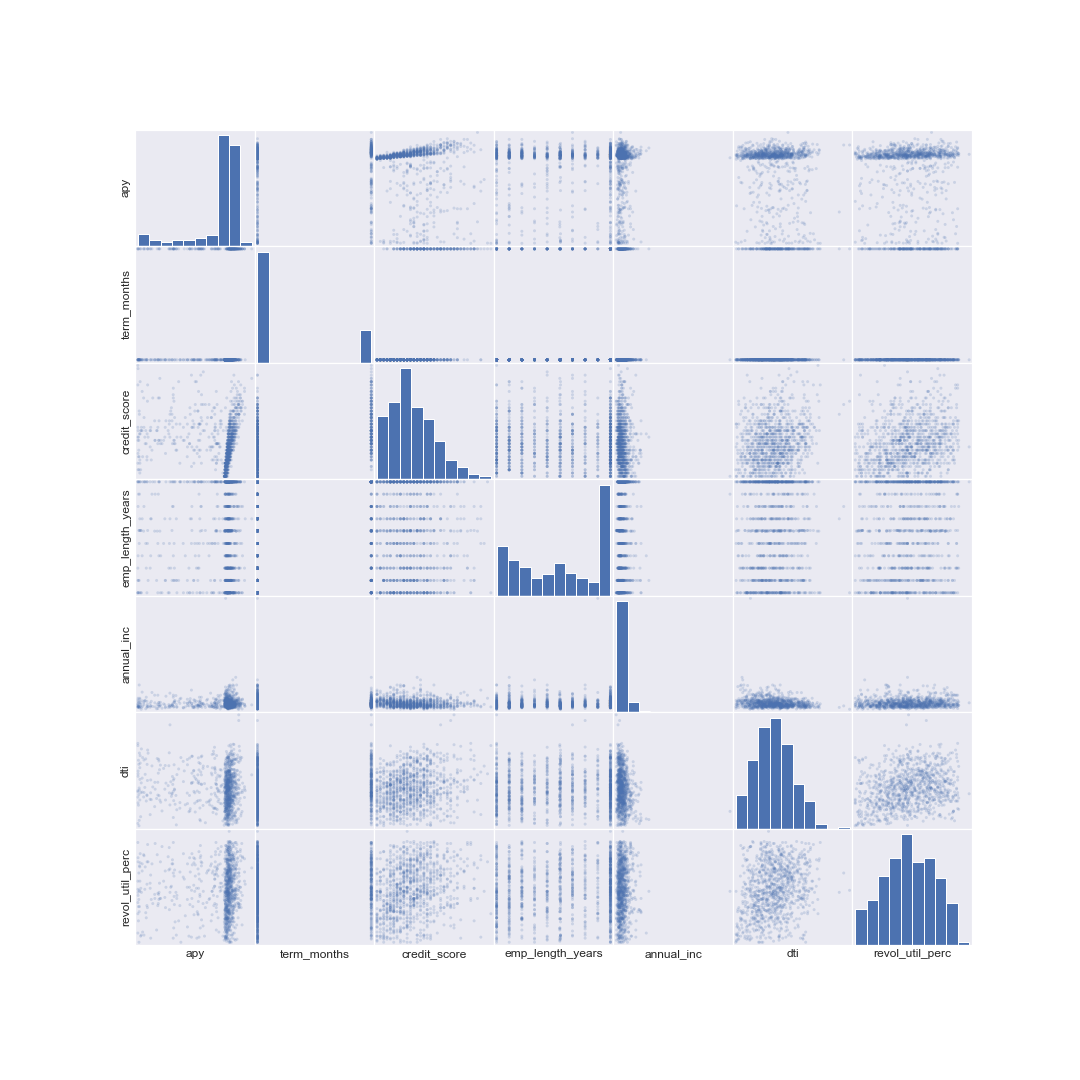 apy
term_months
credit_score
emp_length_years
annual_inc
dti
revol_util_perc
apy
term_months
credit_score
emp_length_years
annual_inc
dti
revol_util_perc